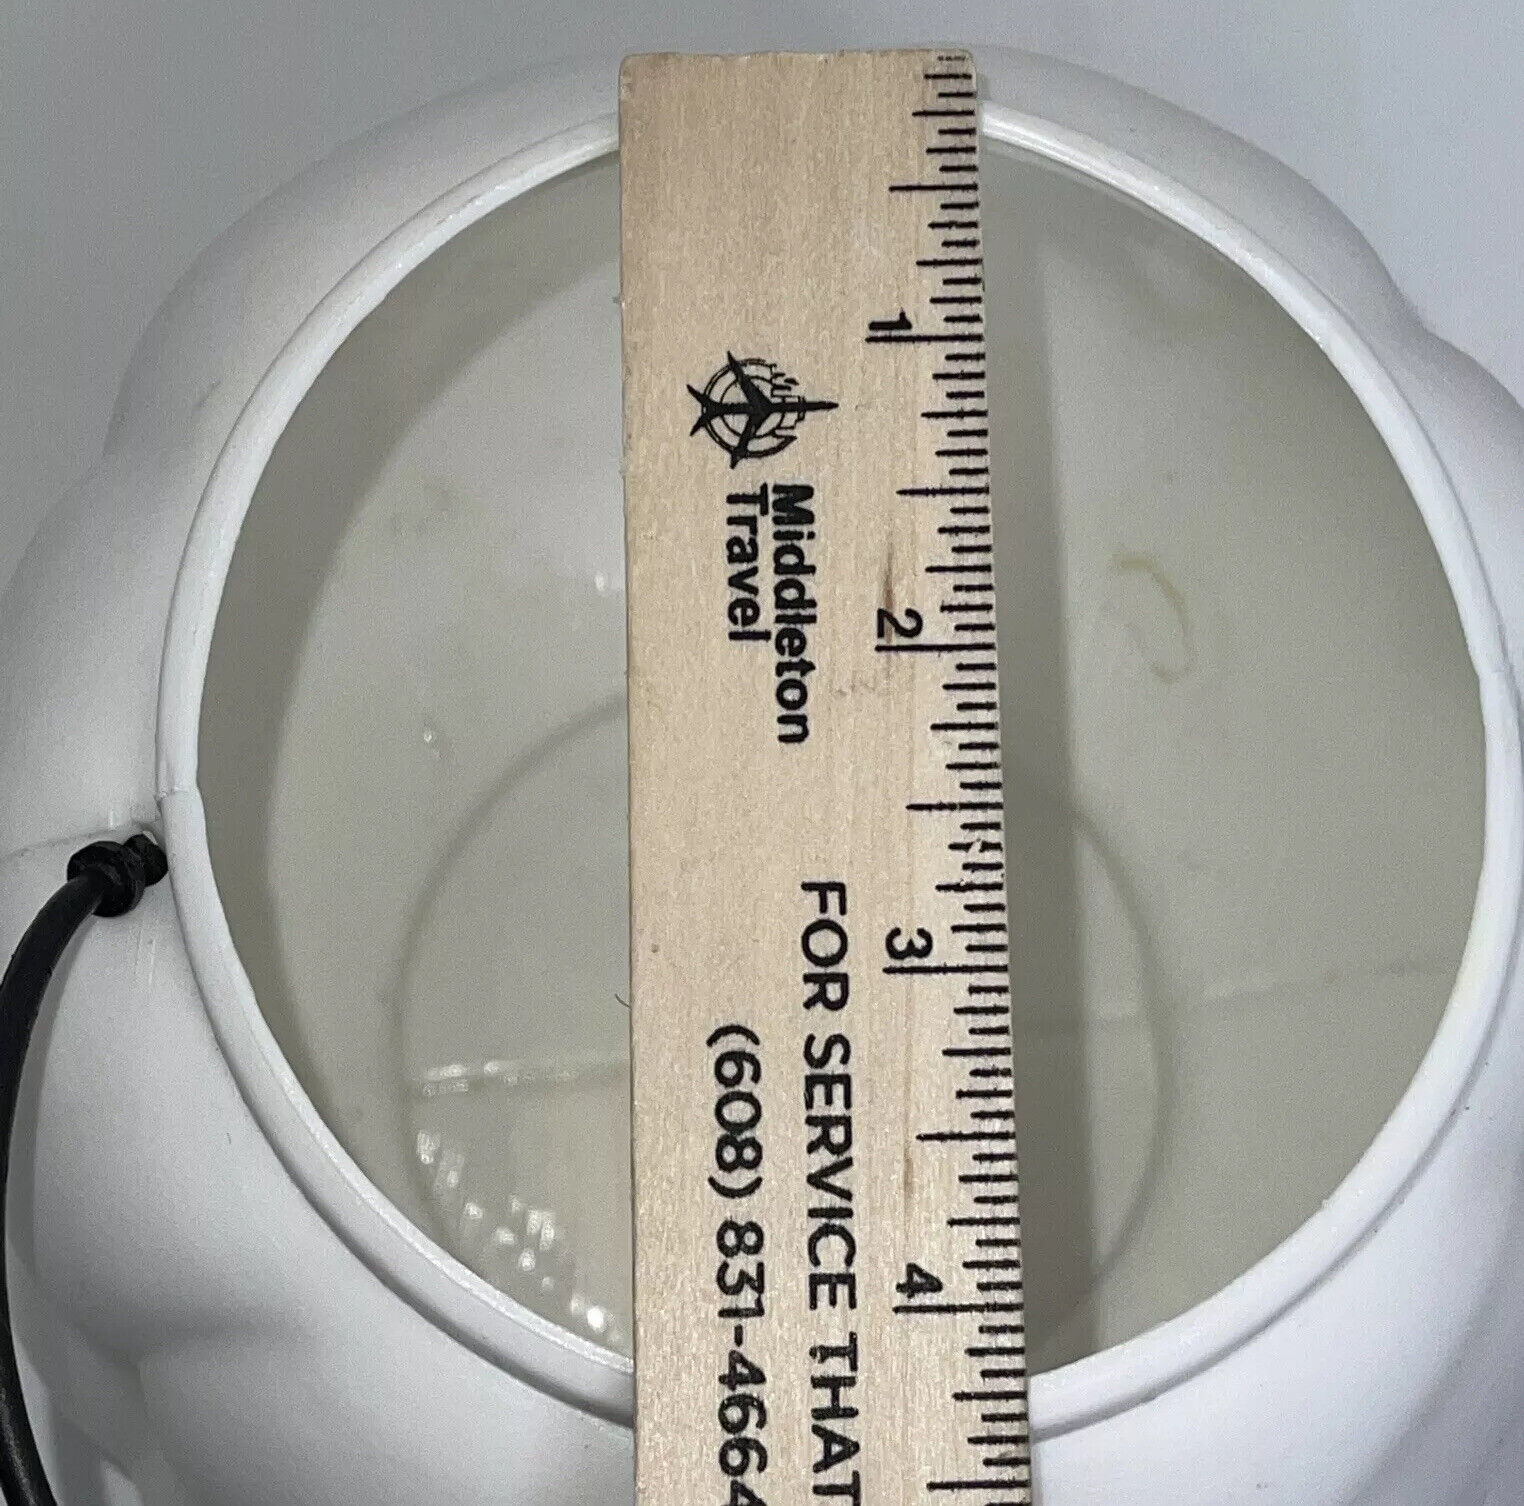 Middleton
Travel
FOR SERVICE THAT
(608) 831-4664
1
2
3
4